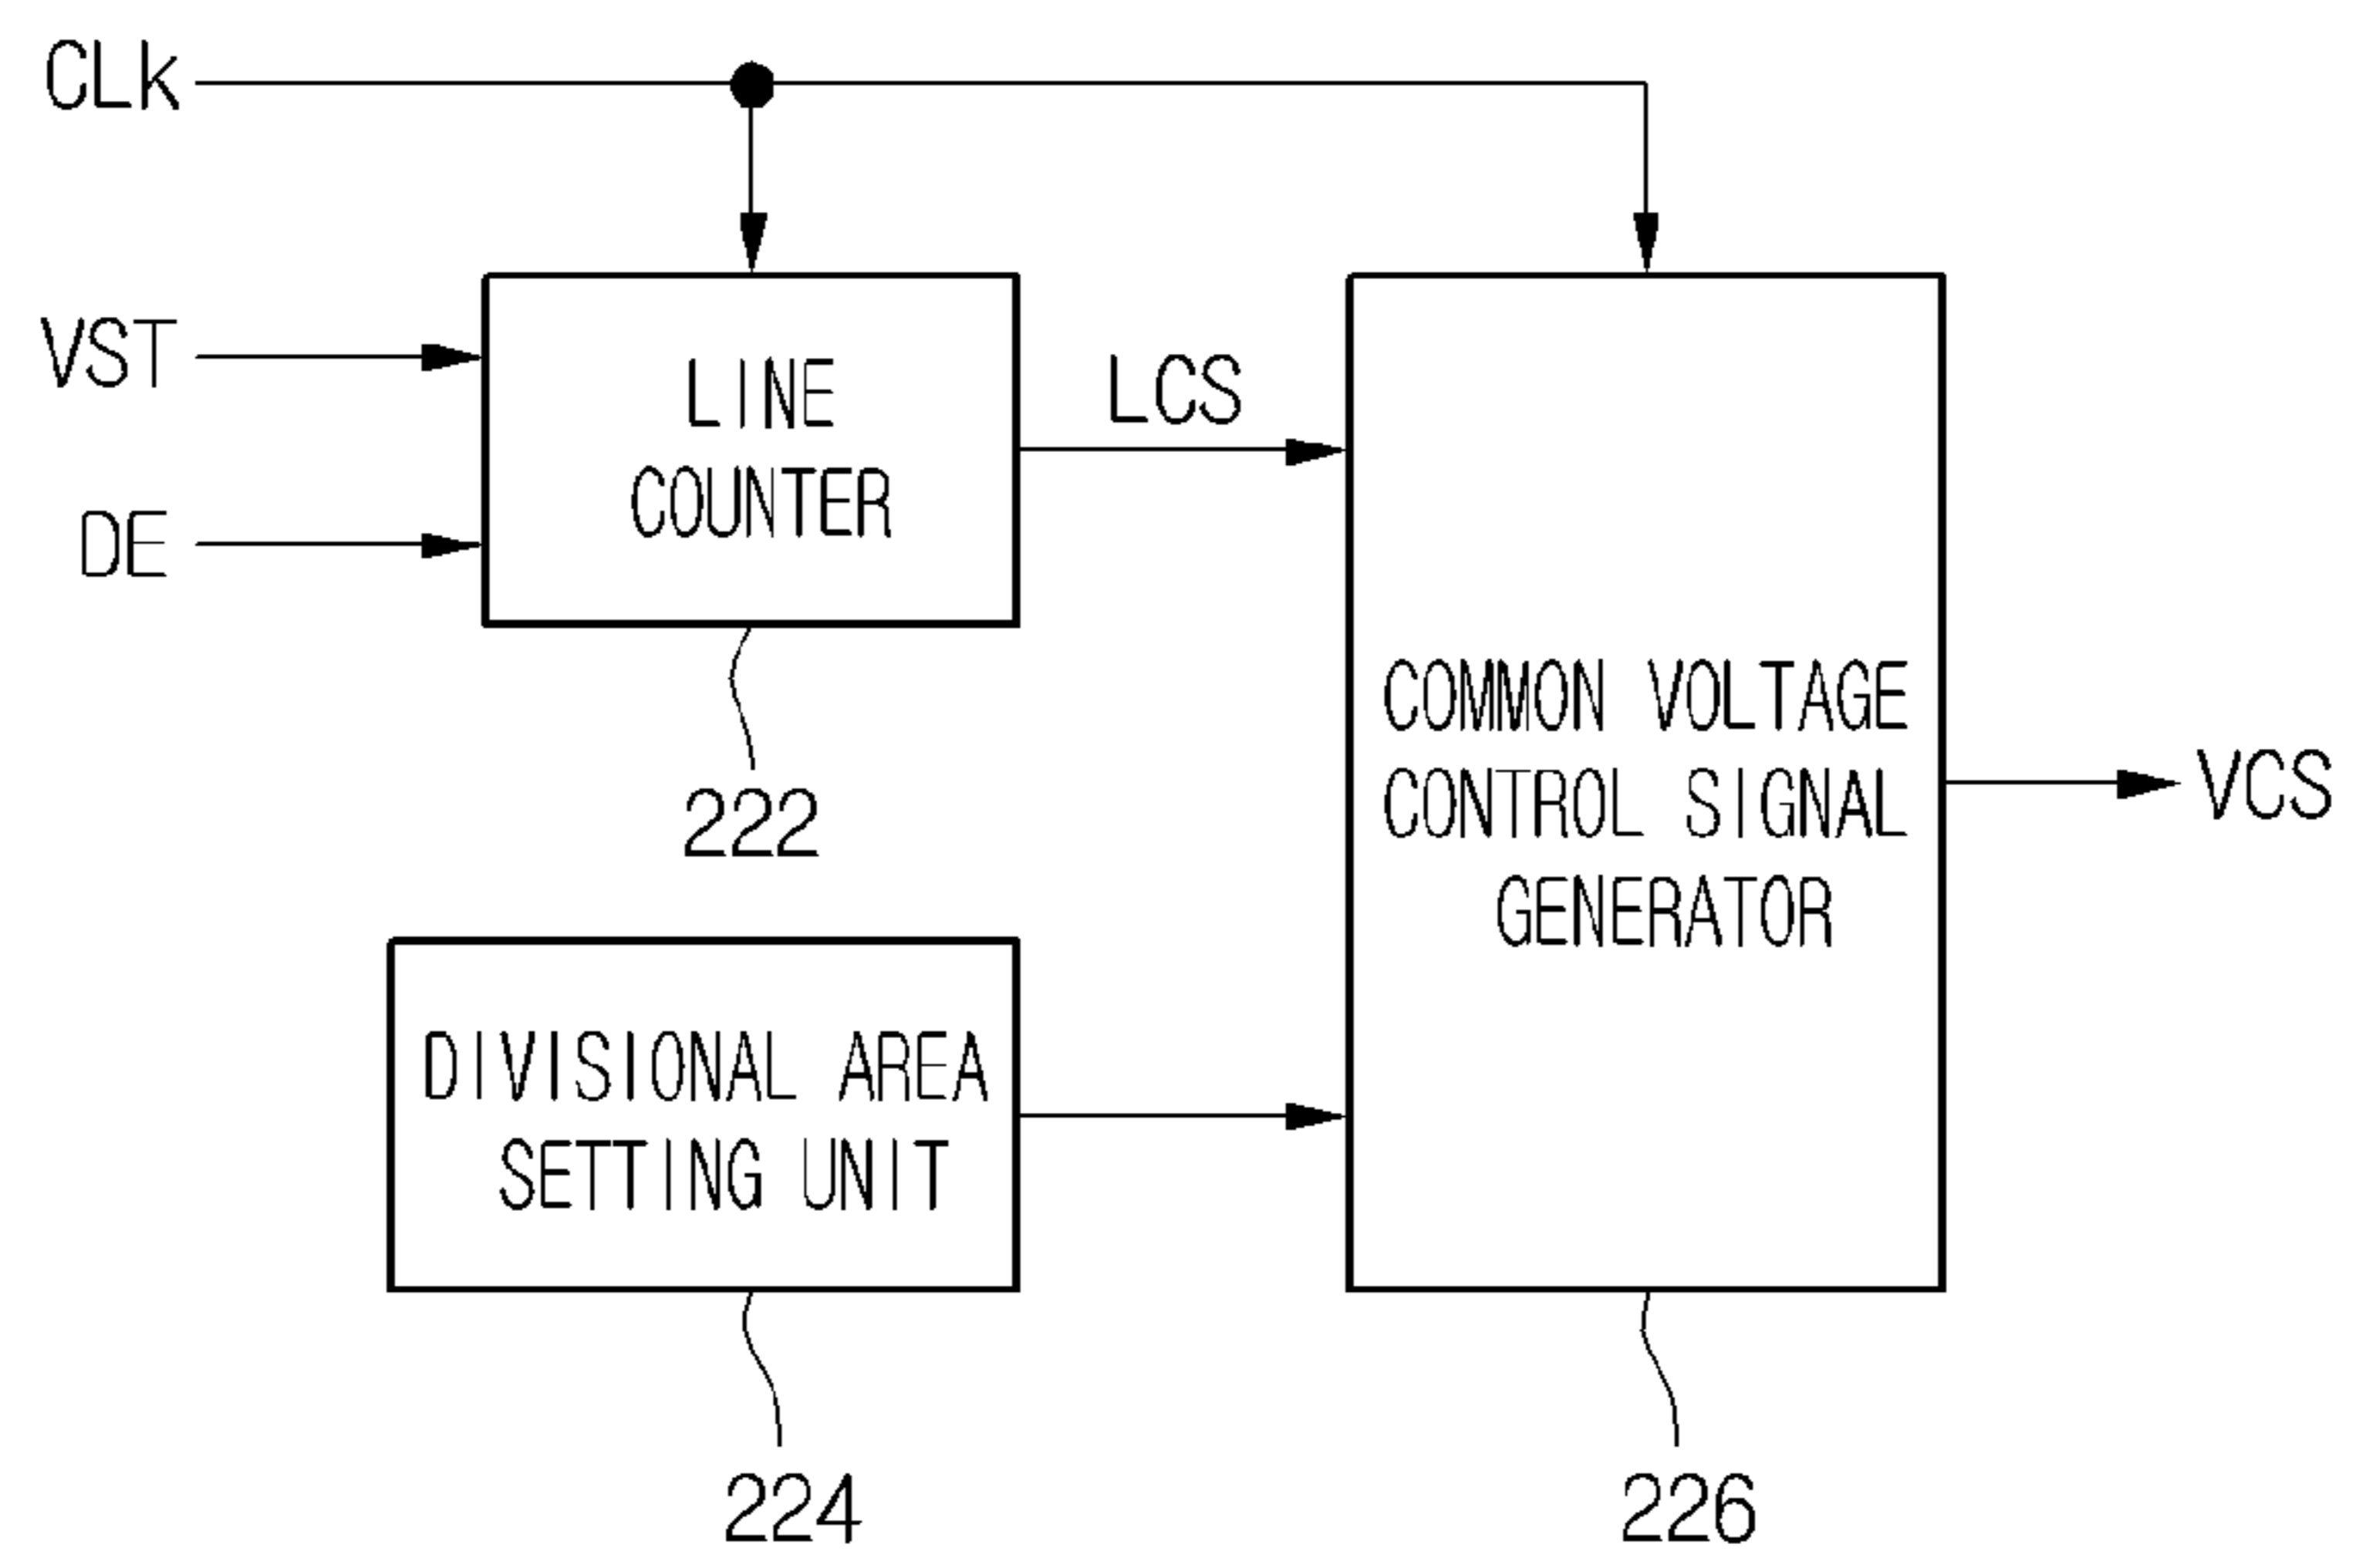 CLk
VST
DE
LINE
COUNTER
LCS
222
COMMON VOLTAGE
CONTROL SIGNAL
GENERATOR
VCS
DIVISIONAL AREA
SETTING UNIT
224
226